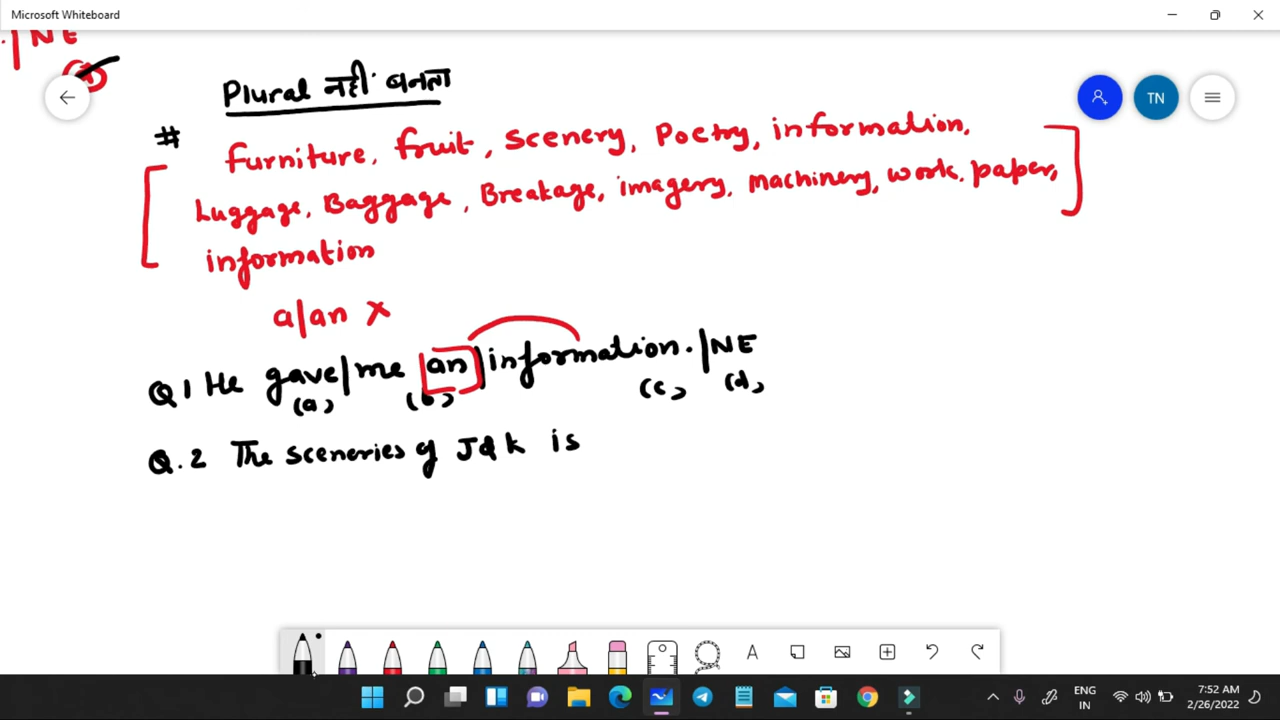 Microsoft Whiteboard
./NE
Plural नहीं बनता
TN
# furniture, fruit, scenery, Poetry, information,
Luggage, Baggage, Breakage, imagery, machinery, work, paper,
information
a/an ×
Q 1 He gave/me an/information./NE
(a) (b) (c) (d)
Q.2 The sceneries of J&K is
A
ENG
IN
7:52 AM
2/26/2022